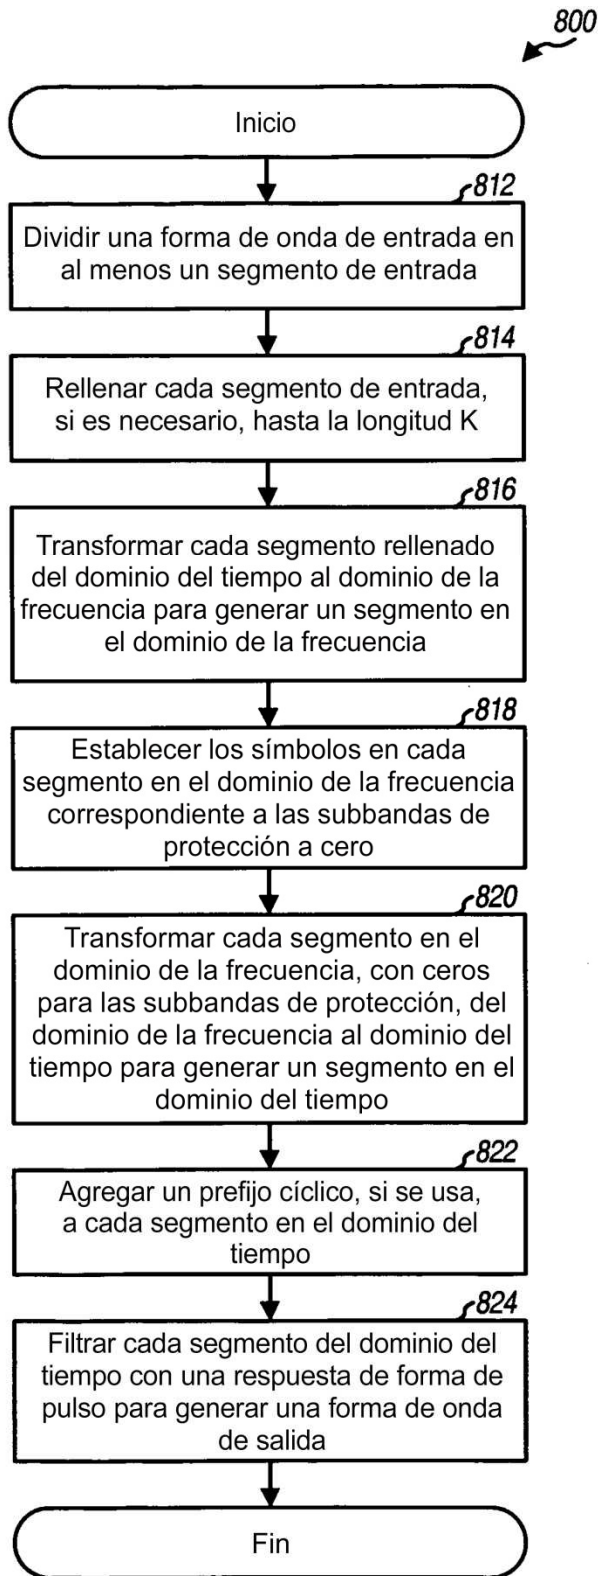 800
Inicio
812
Dividir una forma de onda de entrada en
al menos un segmento de entrada
814
Rellenar cada segmento de entrada,
si es necesario, hasta la longitud K
816
Transformar cada segmento rellenado
del dominio del tiempo al dominio de la
frecuencia para generar un segmento en
el dominio de la frecuencia
818
Establecer los símbolos en cada
segmento en el dominio de la frecuencia
correspondiente a las subbandas de
protección a cero
820
Transformar cada segmento en el
dominio de la frecuencia, con ceros
para las subbandas de protección, del
dominio de la frecuencia al dominio del
tiempo para generar un segmento en el
dominio del tiempo
822
Agregar un prefijo cíclico, si se usa,
a cada segmento en el dominio del
tiempo
824
Filtrar cada segmento del dominio del
tiempo con una respuesta de forma de
pulso para generar una forma de onda
de salida
Fin